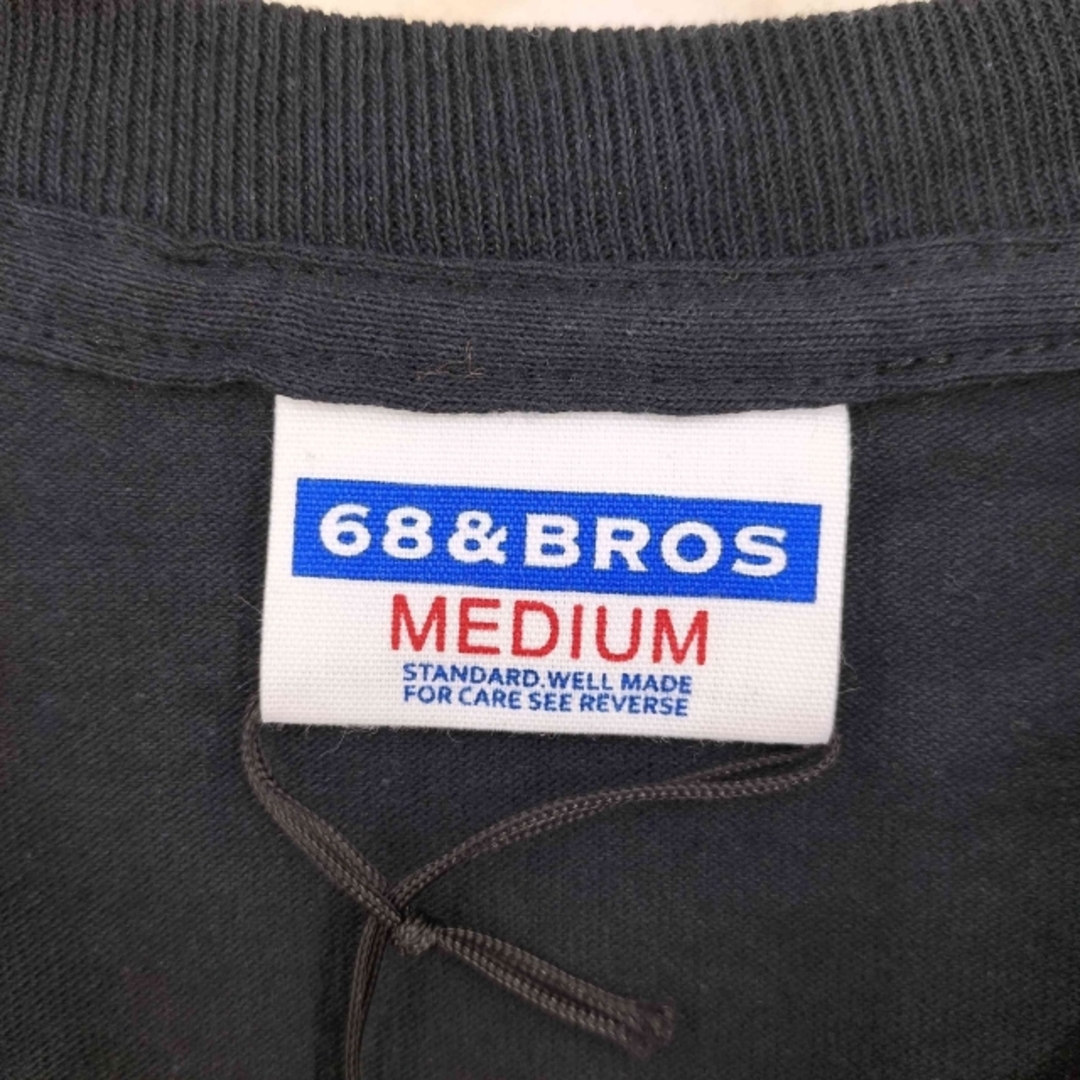 68&BROS
MEDIUM
STANDARD.WELL MADE
FOR CARE SEE REVERSE